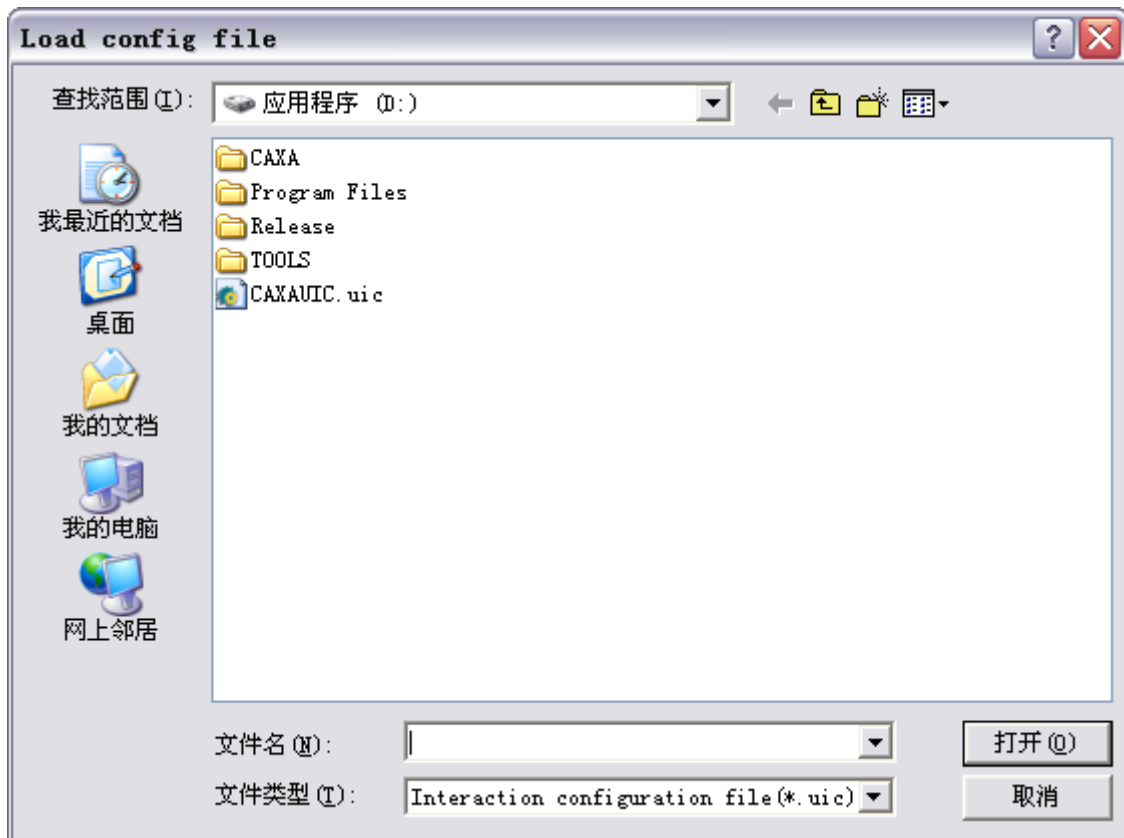 Load config file
查找范围(I):
应用程序 (D:)
我最近的文档
桌面
我的文档
我的电脑
网上邻居
CAXA
Program Files
Release
TOOLS
CAXAUIC.uic
文件名(N):
打开(O)
文件类型(T):
Interaction configuration file(*.uic)
取消